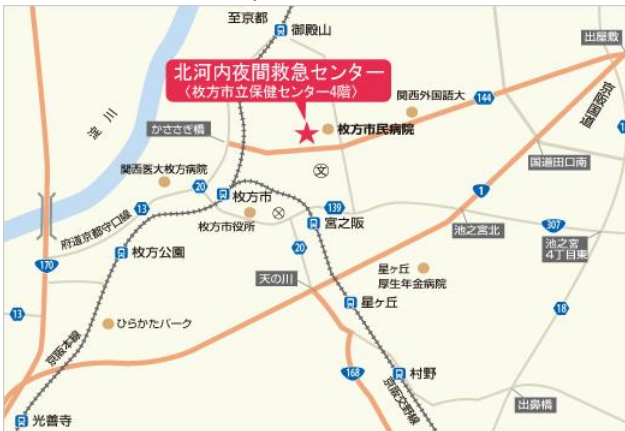 至京都
御殿山
出屋敷
北河内夜間救急センター
〈枚方市立保健センター4階〉
関西外国語大
144
京阪国道
淀川
かささぎ橋
枚方市民病院
文
国道田口南
関西医大枚方病院
20
枚方市
1
13
府道京都守口線
枚方市役所
139
宮之阪
池之宮北
307
池之宮
4丁目東
枚方公園
20
170
天の川
星ヶ丘
厚生年金病院
星ヶ丘
18
13
ひらかたパーク
京阪本線
168
村野
京阪交野線
出鼻橋
光善寺